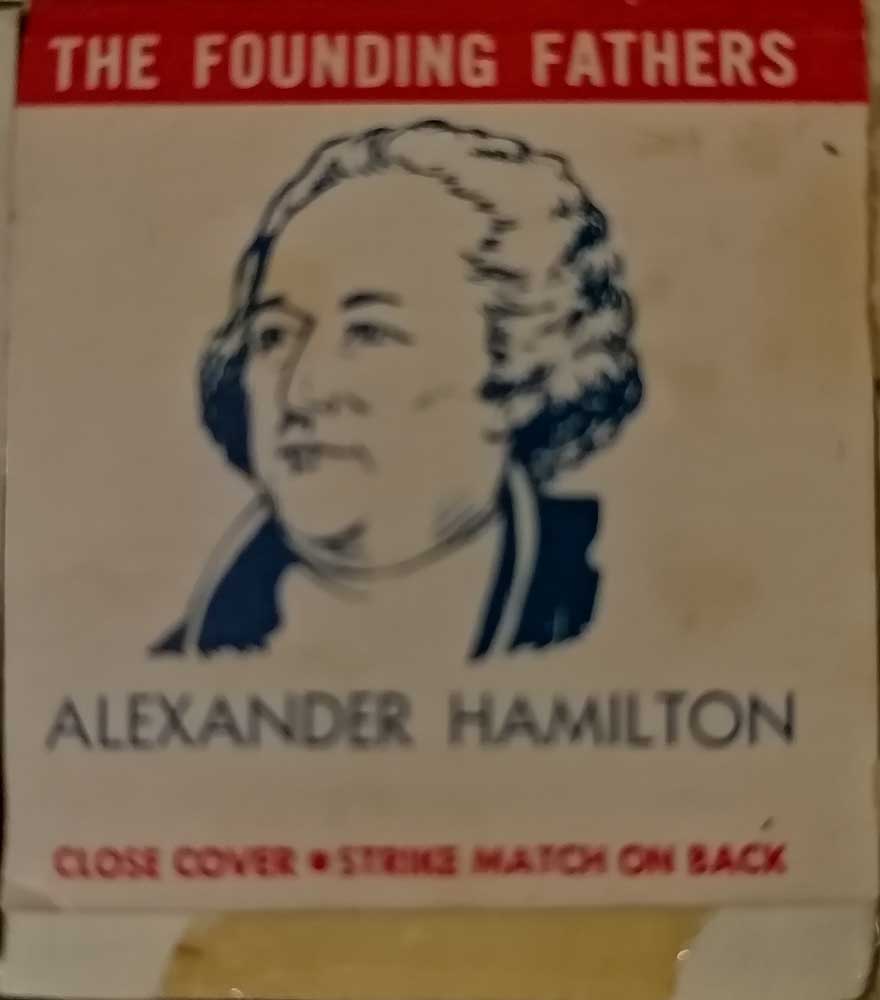 THE FOUNDING FATHERS
ALEXANDER HAMILTON
CLOSE COVER • STRIKE MATCH ON BACK